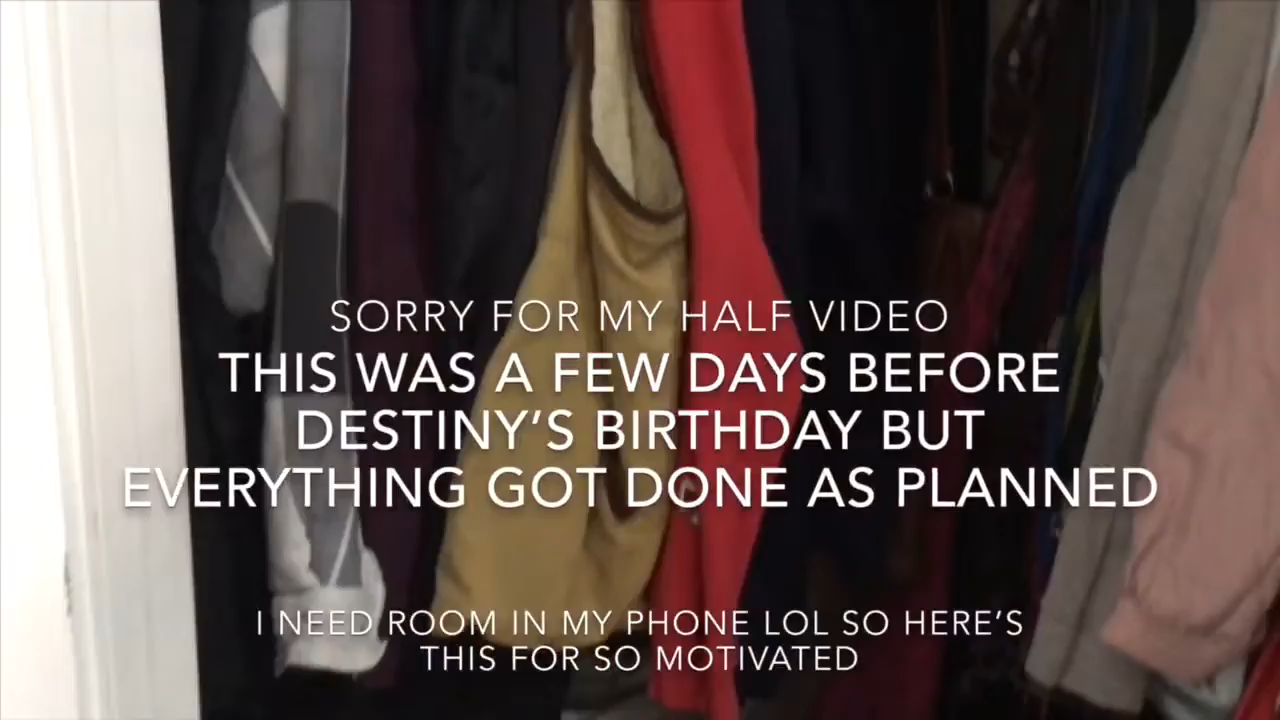 SORRY FOR MY HALF VIDEO
THIS WAS A FEW DAYS BEFORE
DESTINY'S BIRTHDAY BUT
EVERYTHING GOT DONE AS PLANNED
I NEED ROOM IN MY PHONE LOL SO HERE'S
THIS FOR SO MOTIVATED